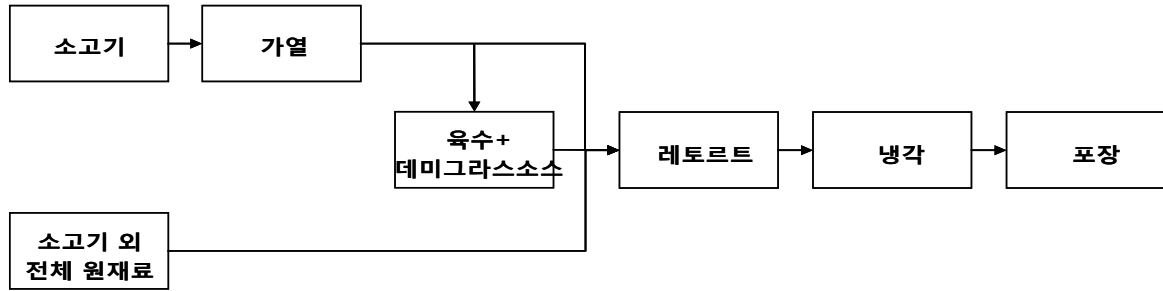 소고기
가열
육수+
데미그라스소스
레토르트
냉각
포장
소고기 외
전체 원재료